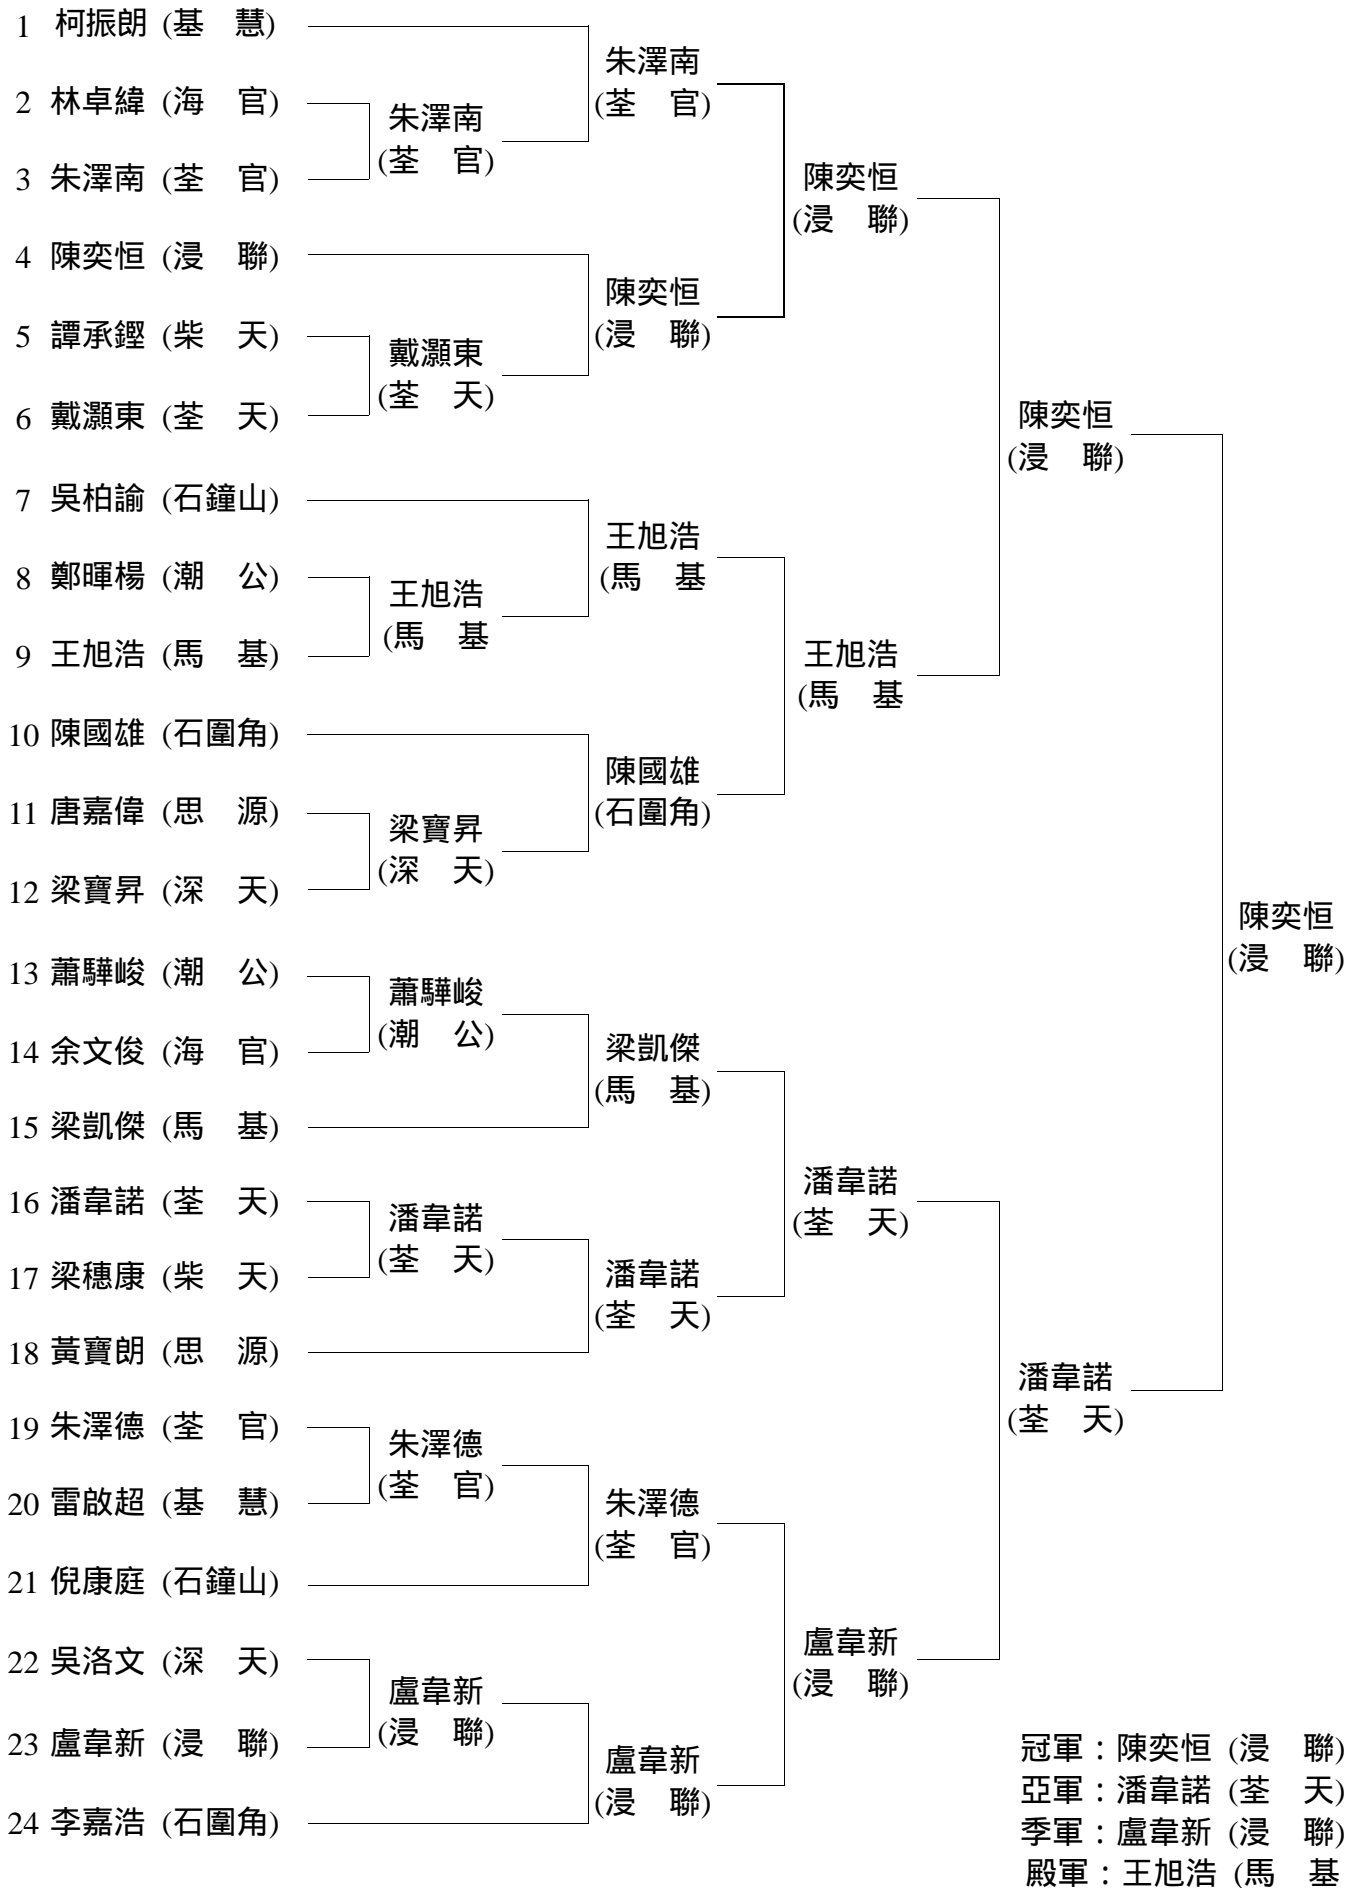 1 柯振朗 (基 慧)
2 林卓緯 (海 官)
3 朱澤南 (荃 官)
4 陳奕恒 (浸 聯)
5 譚承鏗 (柴 天)
6 戴灝東 (荃 天)
7 吳柏諭 (石鐘山)
8 鄭暉楊 (潮 公)
9 王旭浩 (馬 基)
10 陳國雄 (石圍角)
11 唐嘉偉 (思 源)
12 梁寶昇 (深 天)
13 蕭驊峻 (潮 公)
14 余文俊 (海 官)
15 梁凱傑 (馬 基)
16 潘韋諾 (荃 天)
17 梁穗康 (柴 天)
18 黃寶朗 (思 源)
19 朱澤德 (荃 官)
20 雷啟超 (基 慧)
21 倪康庭 (石鐘山)
22 吳洛文 (深 天)
23 盧韋新 (浸 聯)
24 李嘉浩 (石圍角)
朱澤南
(荃 官)
戴灝東
(荃 天)
王旭浩
(馬 基
梁寶昇
(深 天)
蕭驊峻
(潮 公)
潘韋諾
(荃 天)
朱澤德
(荃 官)
盧韋新
(浸 聯)
朱澤南
(荃 官)
陳奕恒
(浸 聯)
王旭浩
(馬 基
陳國雄
(石圍角)
梁凱傑
(馬 基)
潘韋諾
(荃 天)
朱澤德
(荃 官)
盧韋新
(浸 聯)
陳奕恒
(浸 聯)
王旭浩
(馬 基
潘韋諾
(荃 天)
盧韋新
(浸 聯)
陳奕恒
(浸 聯)
潘韋諾
(荃 天)
陳奕恒
(浸 聯)
冠軍：陳奕恒 (浸 聯)
亞軍：潘韋諾 (荃 天)
季軍：盧韋新 (浸 聯)
殿軍：王旭浩 (馬 基